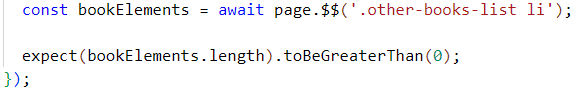 const bookElements = await page.$$('.other-books-list li');
expect(bookElements.length).toBeGreaterThan(0);
});